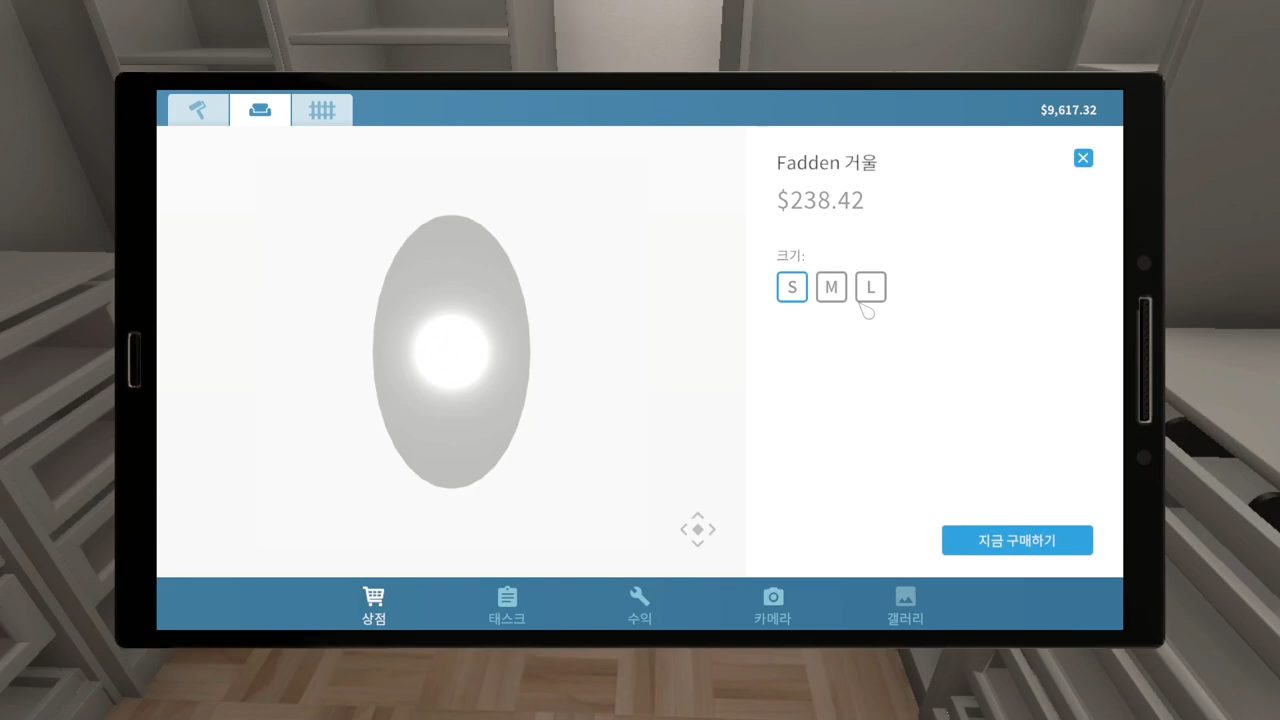 $9,617.32
Fadden 거울
$238.42
크기:
S M L
지금 구매하기
상점 태스크 수익 카메라 갤러리